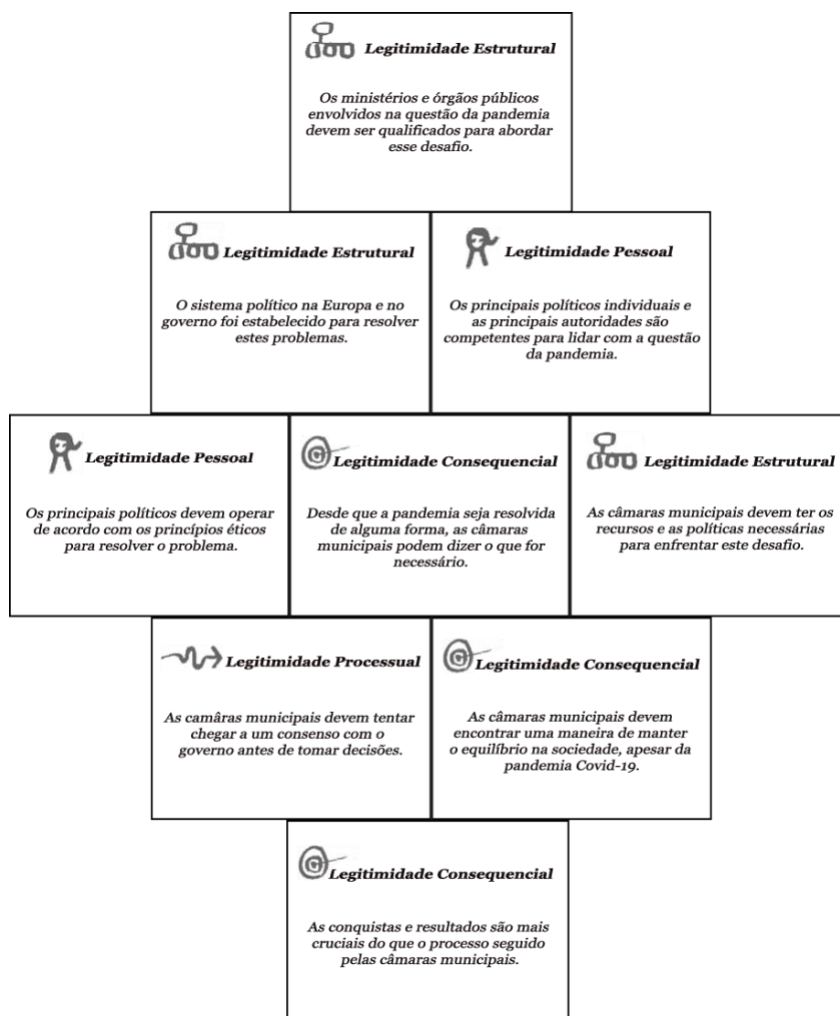 Legitimidade Estrutural
Os ministérios e órgãos públicos
envolvidos na questão da pandemia
devem ser qualificados para abordar
esse desafio.
Legitimidade Estrutural
O sistema político na Europa e no
governo foi estabelecido para resolver
estes problemas.
Legitimidade Pessoal
Os principais políticos individuais e
as principais autoridades são
competentes para lidar com a questão
da pandemia.
Legitimidade Pessoal
Os principais políticos devem operar
de acordo com os princípios éticos
para resolver o problema.
Legitimidade Consequencial
Desde que a pandemia seja resolvida
de alguma forma, as câmaras
municipais podem dizer o que for
necessário.
Legitimidade Estrutural
As câmaras municipais devem ter os
recursos e as políticas necessárias
para enfrentar este desafio.
Legitimidade Processual
As camâras municipais devem tentar
chegar a um consenso com o
governo antes de tomar decisões.
Legitimidade Consequencial
As câmaras municipais devem
encontrar uma maneira de manter
o equilíbrio na sociedade, apesar da
pandemia Covid-19.
Legitimidade Consequencial
As conquistas e resultados são mais
cruciais do que o processo seguido
pelas câmaras municipais.